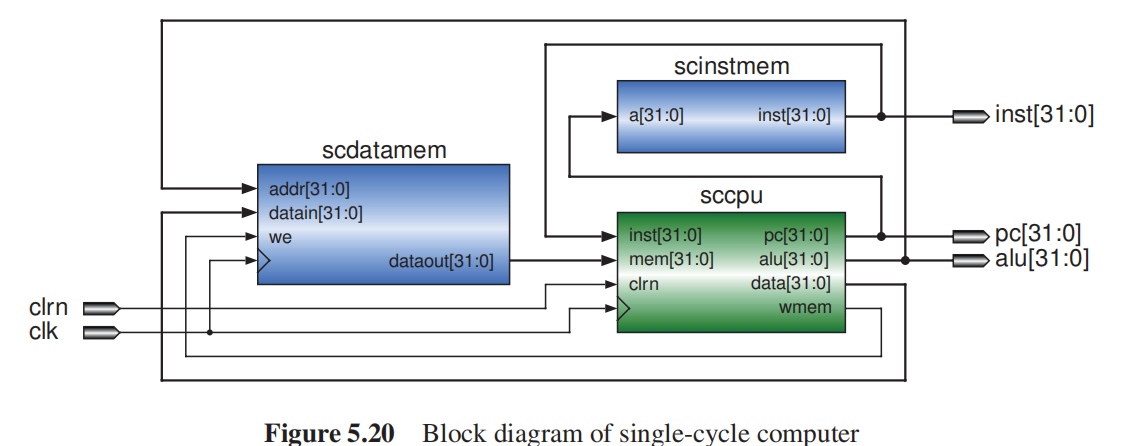 scinstmem
a[31:0] inst[31:0]
inst[31:0]
scdatamem
addr[31:0]
datain[31:0]
we
dataout[31:0]
sccpu
inst[31:0] pc[31:0]
mem[31:0] alu[31:0]
clrn data[31:0]
wmem
pc[31:0]
alu[31:0]
clrn
clk
Figure 5.20 Block diagram of single-cycle computer